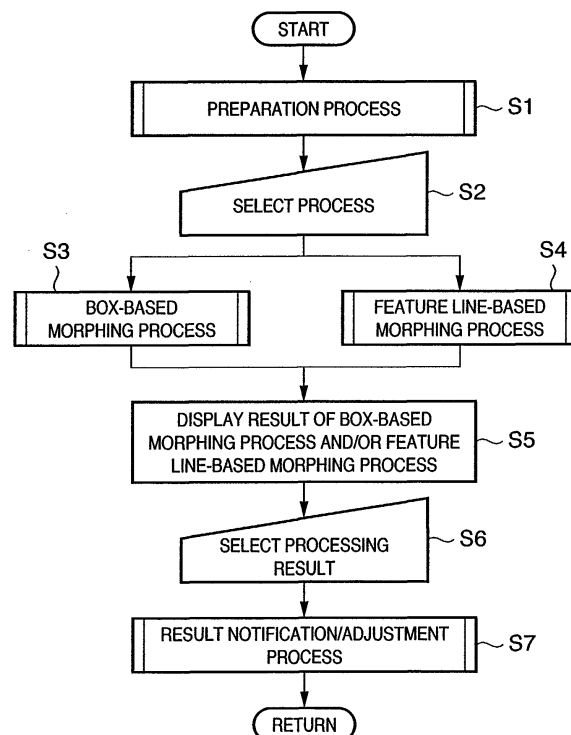 START
PREPARATION PROCESS
S1
SELECT PROCESS
S2
S3
BOX-BASED
MORPHING PROCESS
S4
FEATURE LINE-BASED
MORPHING PROCESS
DISPLAY RESULT OF BOX-BASED
MORPHING PROCESS AND/OR FEATURE
LINE-BASED MORPHING PROCESS
S5
SELECT PROCESSING
RESULT
S6
RESULT NOTIFICATION/ADJUSTMENT
PROCESS
S7
RETURN